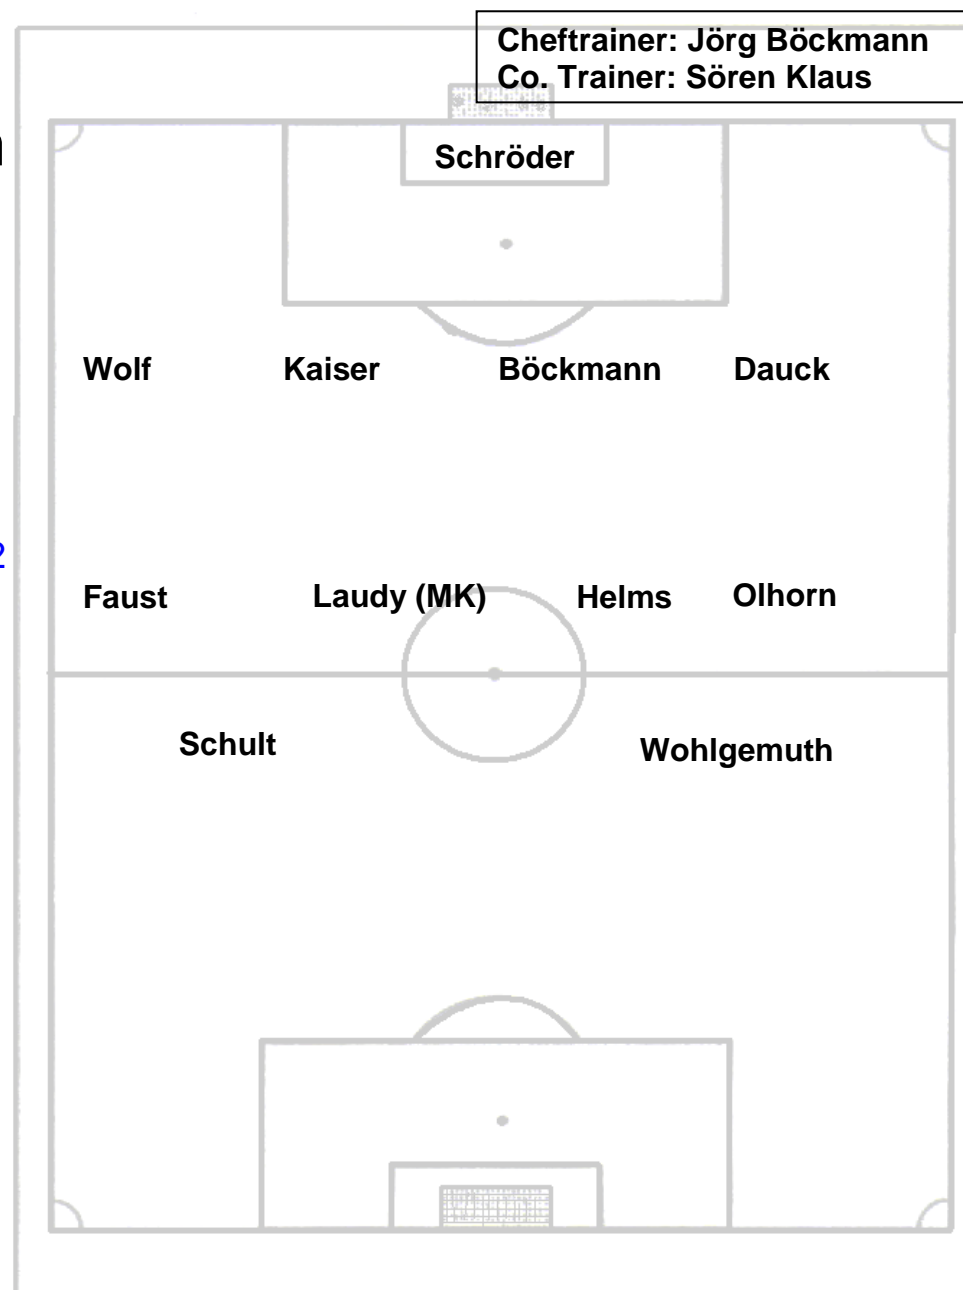 Cheftrainer: Jörg Böckmann
Co. Trainer: Sören Klaus
Schröder
Wolf Kaiser Böckmann Dauck
2
Faust Laudy (MK) Helms Olhorn
Schult Wohlgemuth